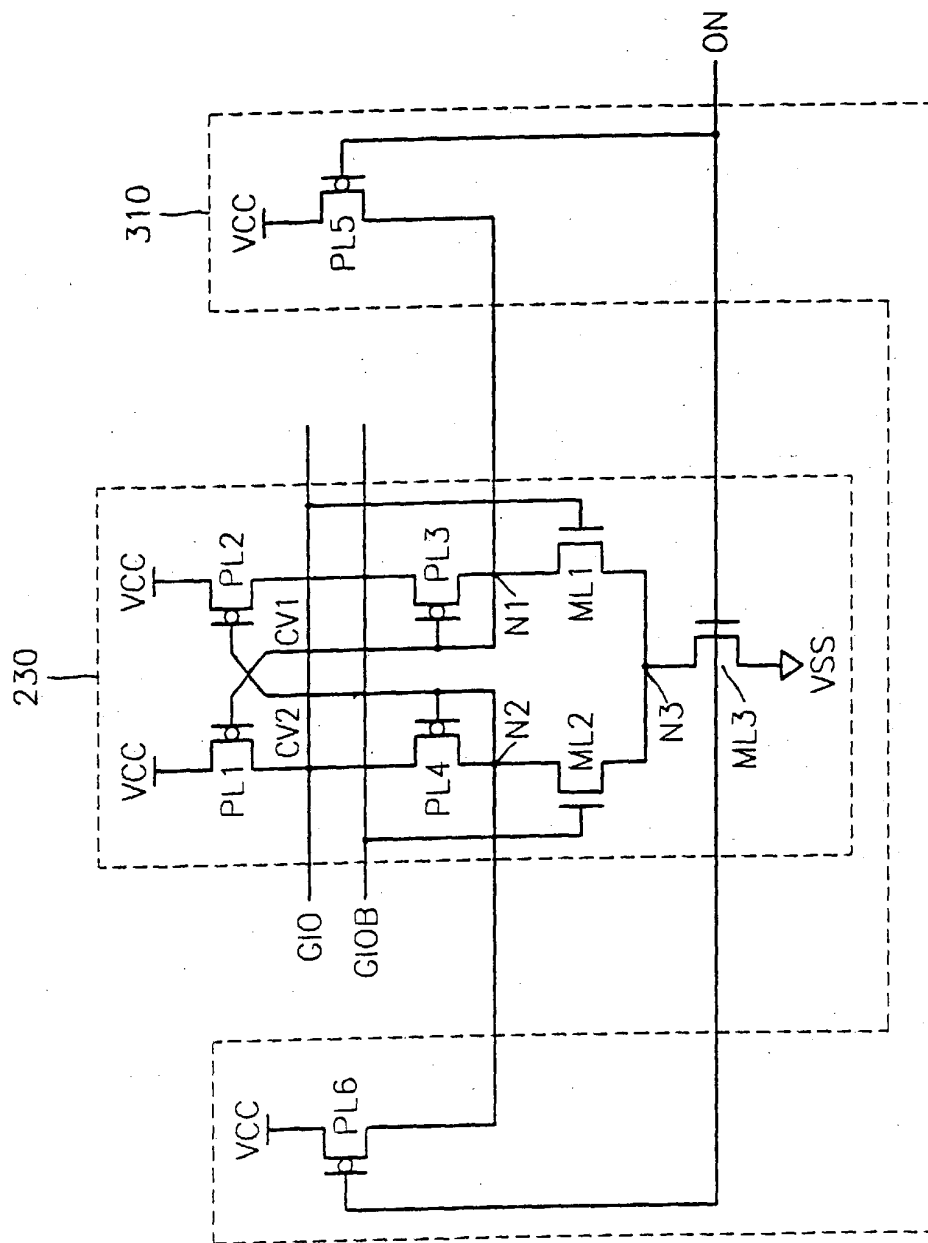 230
310
VCC
VCC
VCC
VCC
PL1
PL2
PL5
PL6
CV2
CV1
GIO
GIOB
PL4
PL3
N2
N1
ML2
ML1
N3
ML3
VSS
ON